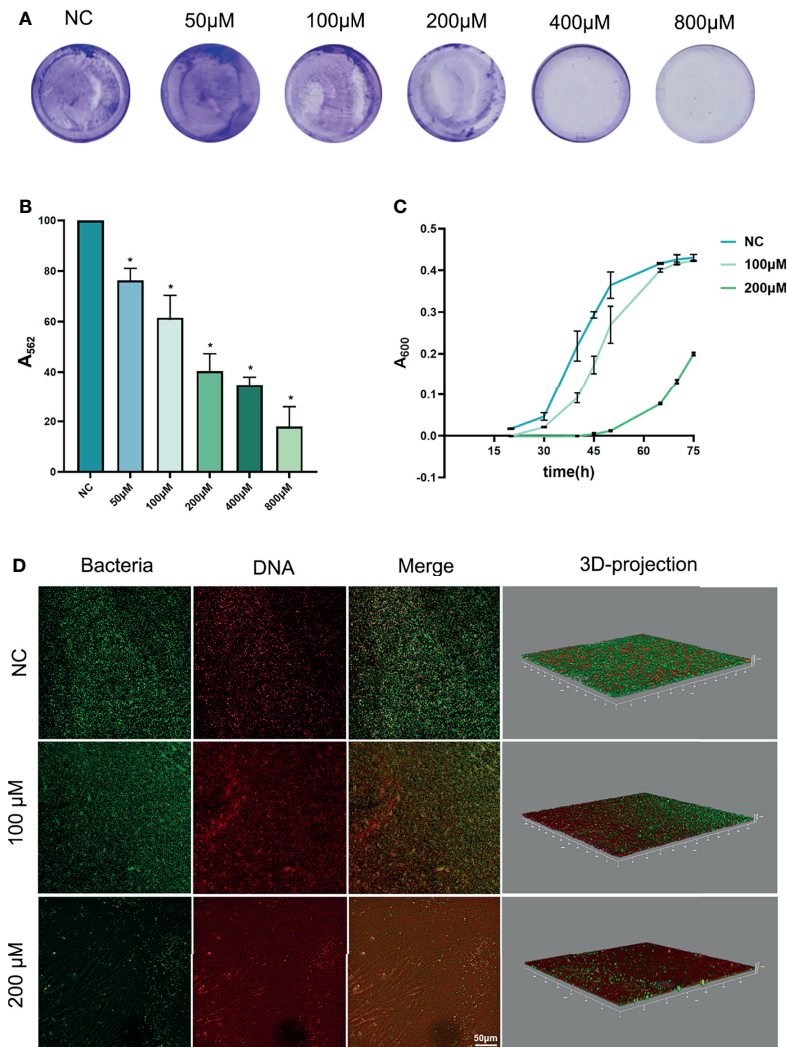 A
NC
50μM
100μM
200μM
400μM
800μM
B
A562
100
80
60
40
20
0
*
*
*
*
*
NC
50μM
100μM
200μM
400μM
800μM
C
A600
0.5
0.4
0.3
0.2
0.1
0.0
-0.1
15
30
45
60
75
time(h)
NC
100μM
200μM
D
Bacteria
DNA
Merge
3D-projection
NC
100 μM
200 μM
50μm